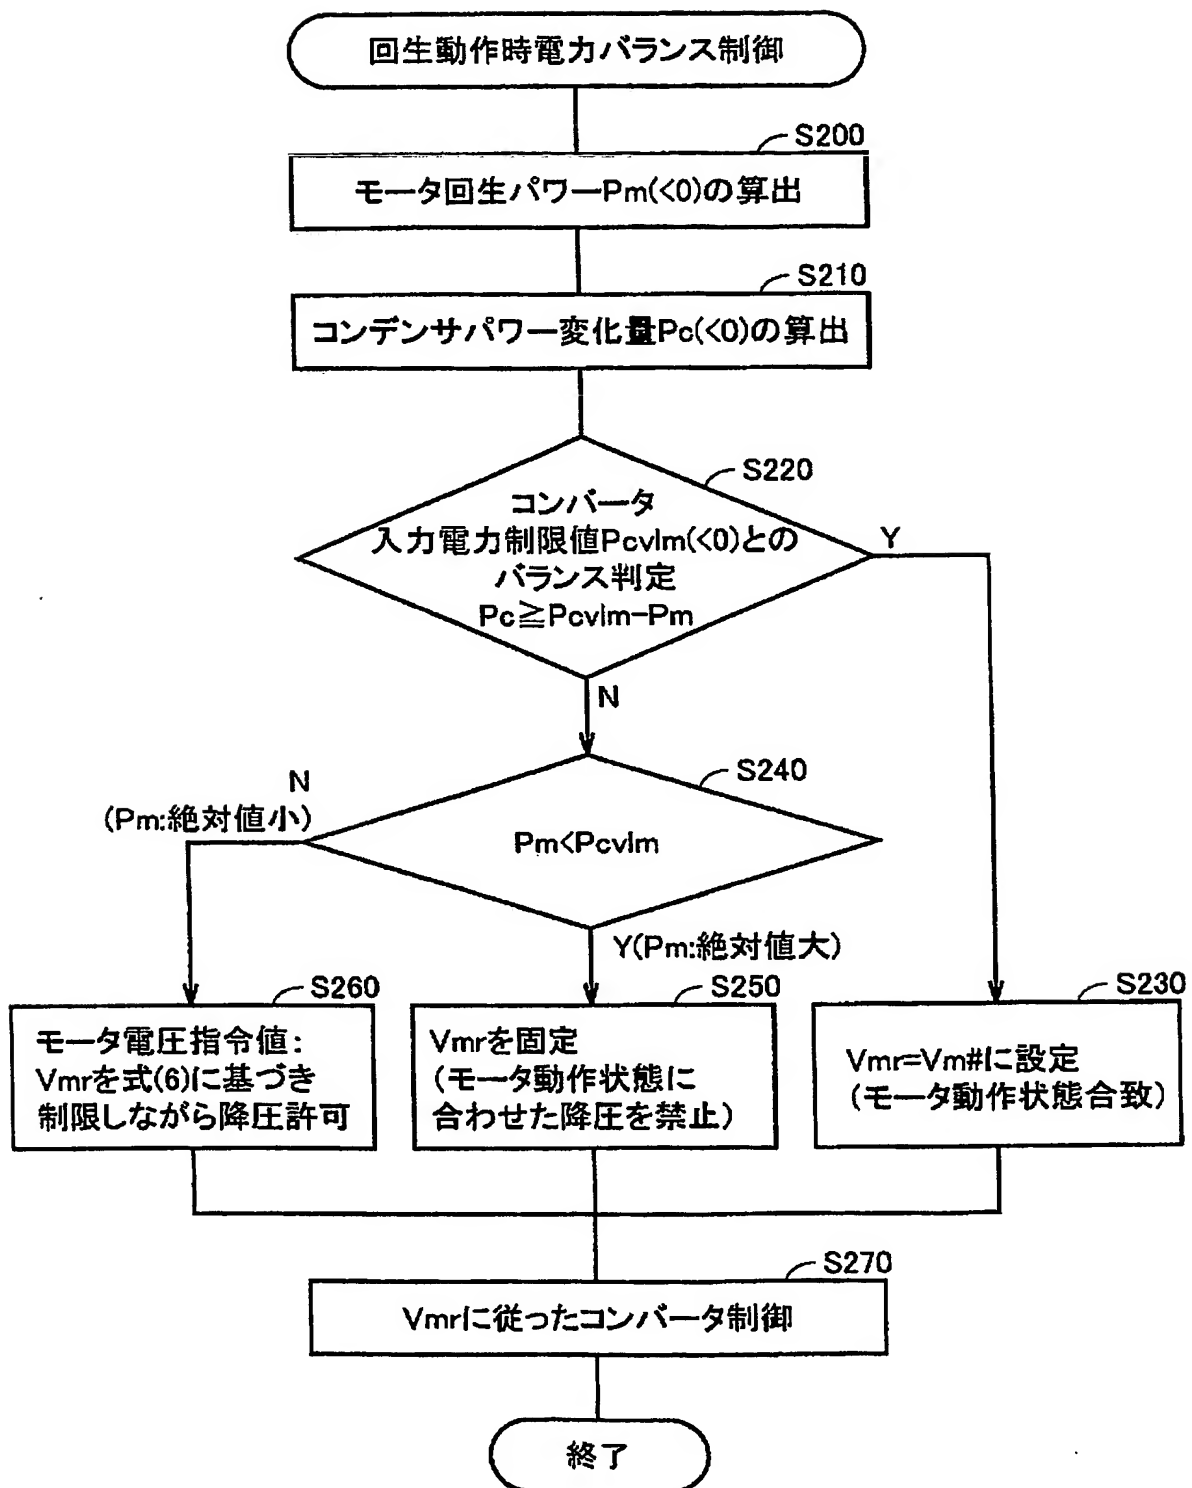 回生動作時電力バランス制御
S200
モータ回生パワーPm(<0)の算出
S210
コンデンサパワー変化量Pc(<0)の算出
S220
コンバータ
入力電力制限値Pcvlm(<0)との
バランス判定
Pc≧Pcvlm-Pm
Y
N
S240
N
(Pm:絶対値小)
Pm<Pcvlm
Y(Pm:絶対値大)
S260
モータ電圧指令値:
Vmrを式(6)に基づき
制限しながら降圧許可
S250
Vmrを固定
(モータ動作状態に
合わせた降圧を禁止)
S230
Vmr=Vm#に設定
(モータ動作状態合致)
S270
Vmrに従ったコンバータ制御
終了